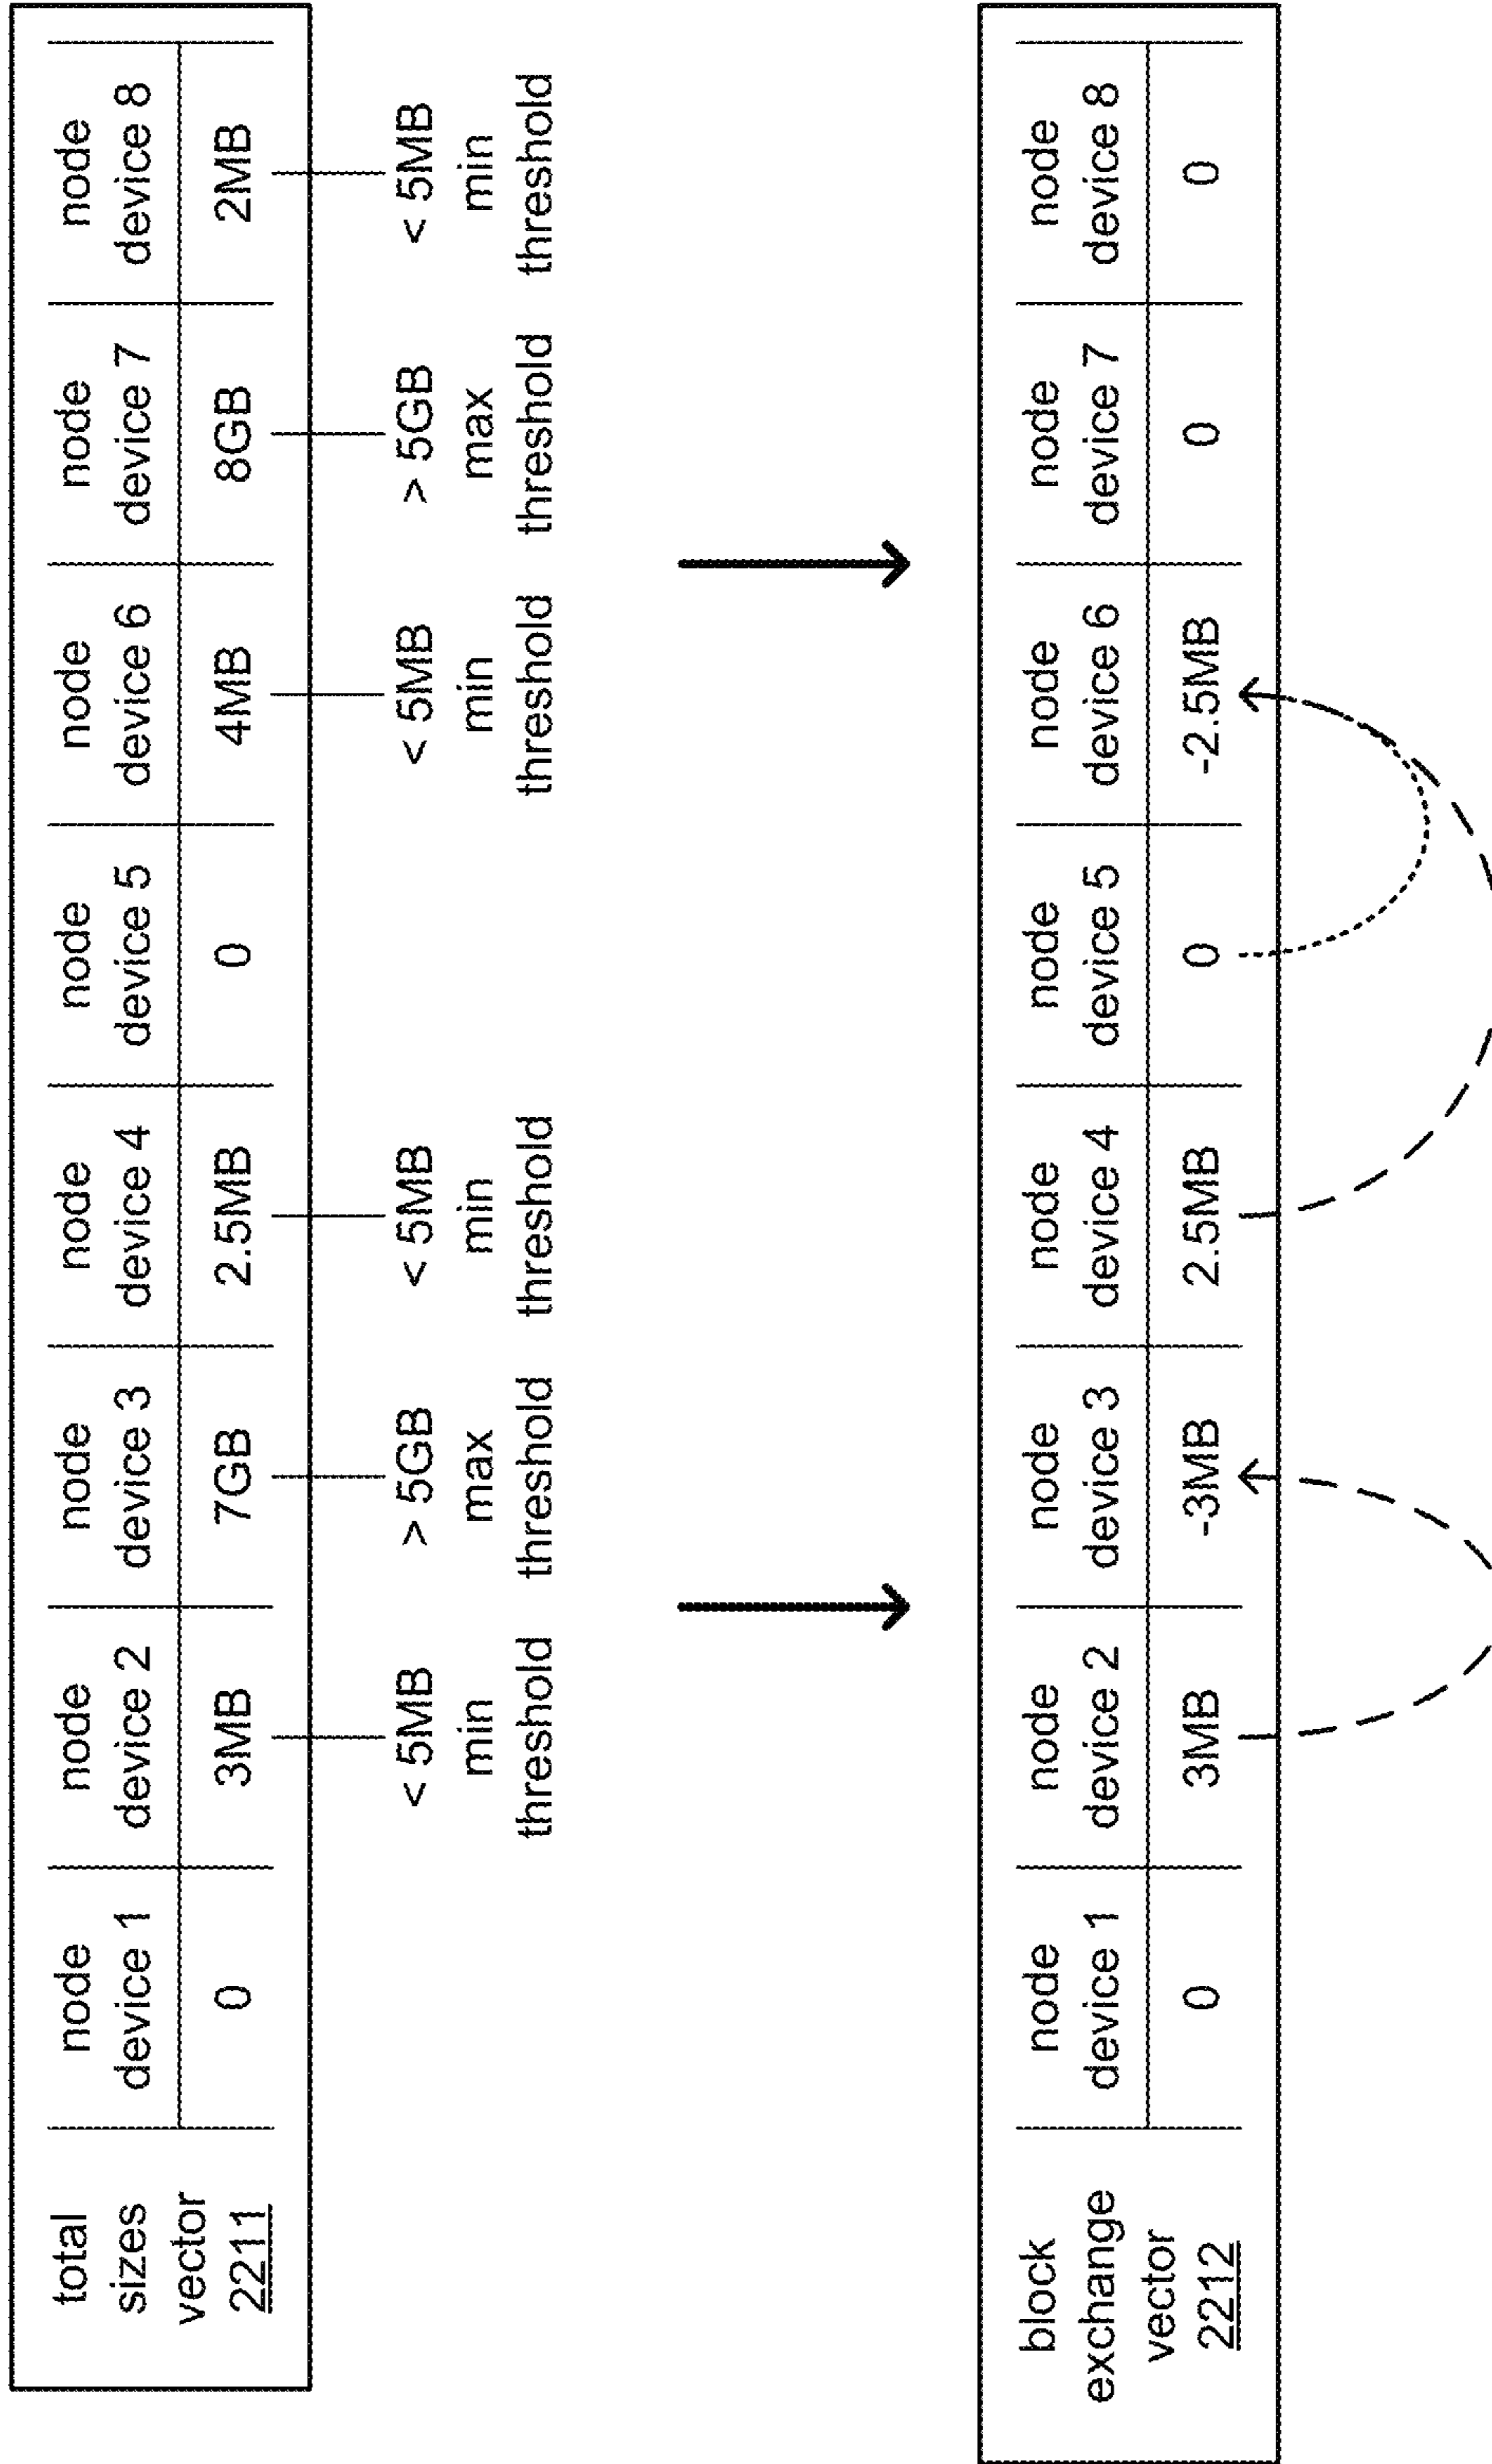 total
sizes
vector
2211
node
device 1
0
node
device 2
3MB
node
device 3
7GB
node
device 4
2.5MB
node
device 5
0
node
device 6
4MB
node
device 7
8GB
node
device 8
2MB
< 5MB
min
threshold
> 5GB
max
threshold
< 5MB
min
threshold
< 5MB
min
threshold
> 5GB
max
threshold
< 5MB
min
threshold
block
exchange
vector
2212
node
device 1
0
node
device 2
3MB
node
device 3
-3MB
node
device 4
2.5MB
node
device 5
0
node
device 6
-2.5MB
node
device 7
0
node
device 8
0